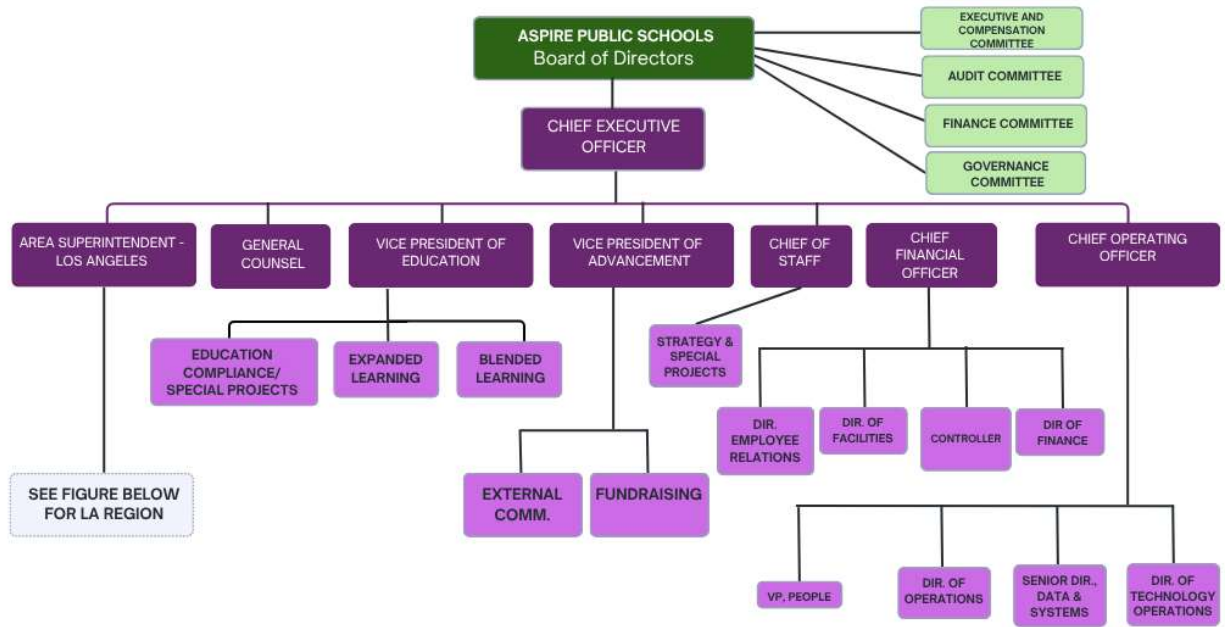 ASPIRE PUBLIC SCHOOLS
Board of Directors
EXECUTIVE AND
COMPENSATION
COMMITTEE
AUDIT COMMITTEE
FINANCE COMMITTEE
GOVERNANCE
COMMITTEE
CHIEF EXECUTIVE
OFFICER
AREA SUPERINTENDENT -
LOS ANGELES
GENERAL
COUNSEL
VICE PRESIDENT OF
EDUCATION
VICE PRESIDENT OF
ADVANCEMENT
CHIEF OF
STAFF
CHIEF
FINANCIAL
OFFICER
CHIEF OPERATING
OFFICER
EDUCATION
COMPLIANCE/
SPECIAL PROJECTS
EXPANDED
LEARNING
BLENDED
LEARNING
STRATEGY &
SPECIAL
PROJECTS
DIR.
EMPLOYEE
RELATIONS
DIR. OF
FACILITIES
CONTROLLER
DIR OF
FINANCE
SEE FIGURE BELOW
FOR LA REGION
EXTERNAL
COMM.
FUNDRAISING
VP, PEOPLE
DIR. OF
OPERATIONS
SENIOR DIR.,
DATA &
SYSTEMS
DIR. OF
TECHNOLOGY
OPERATIONS